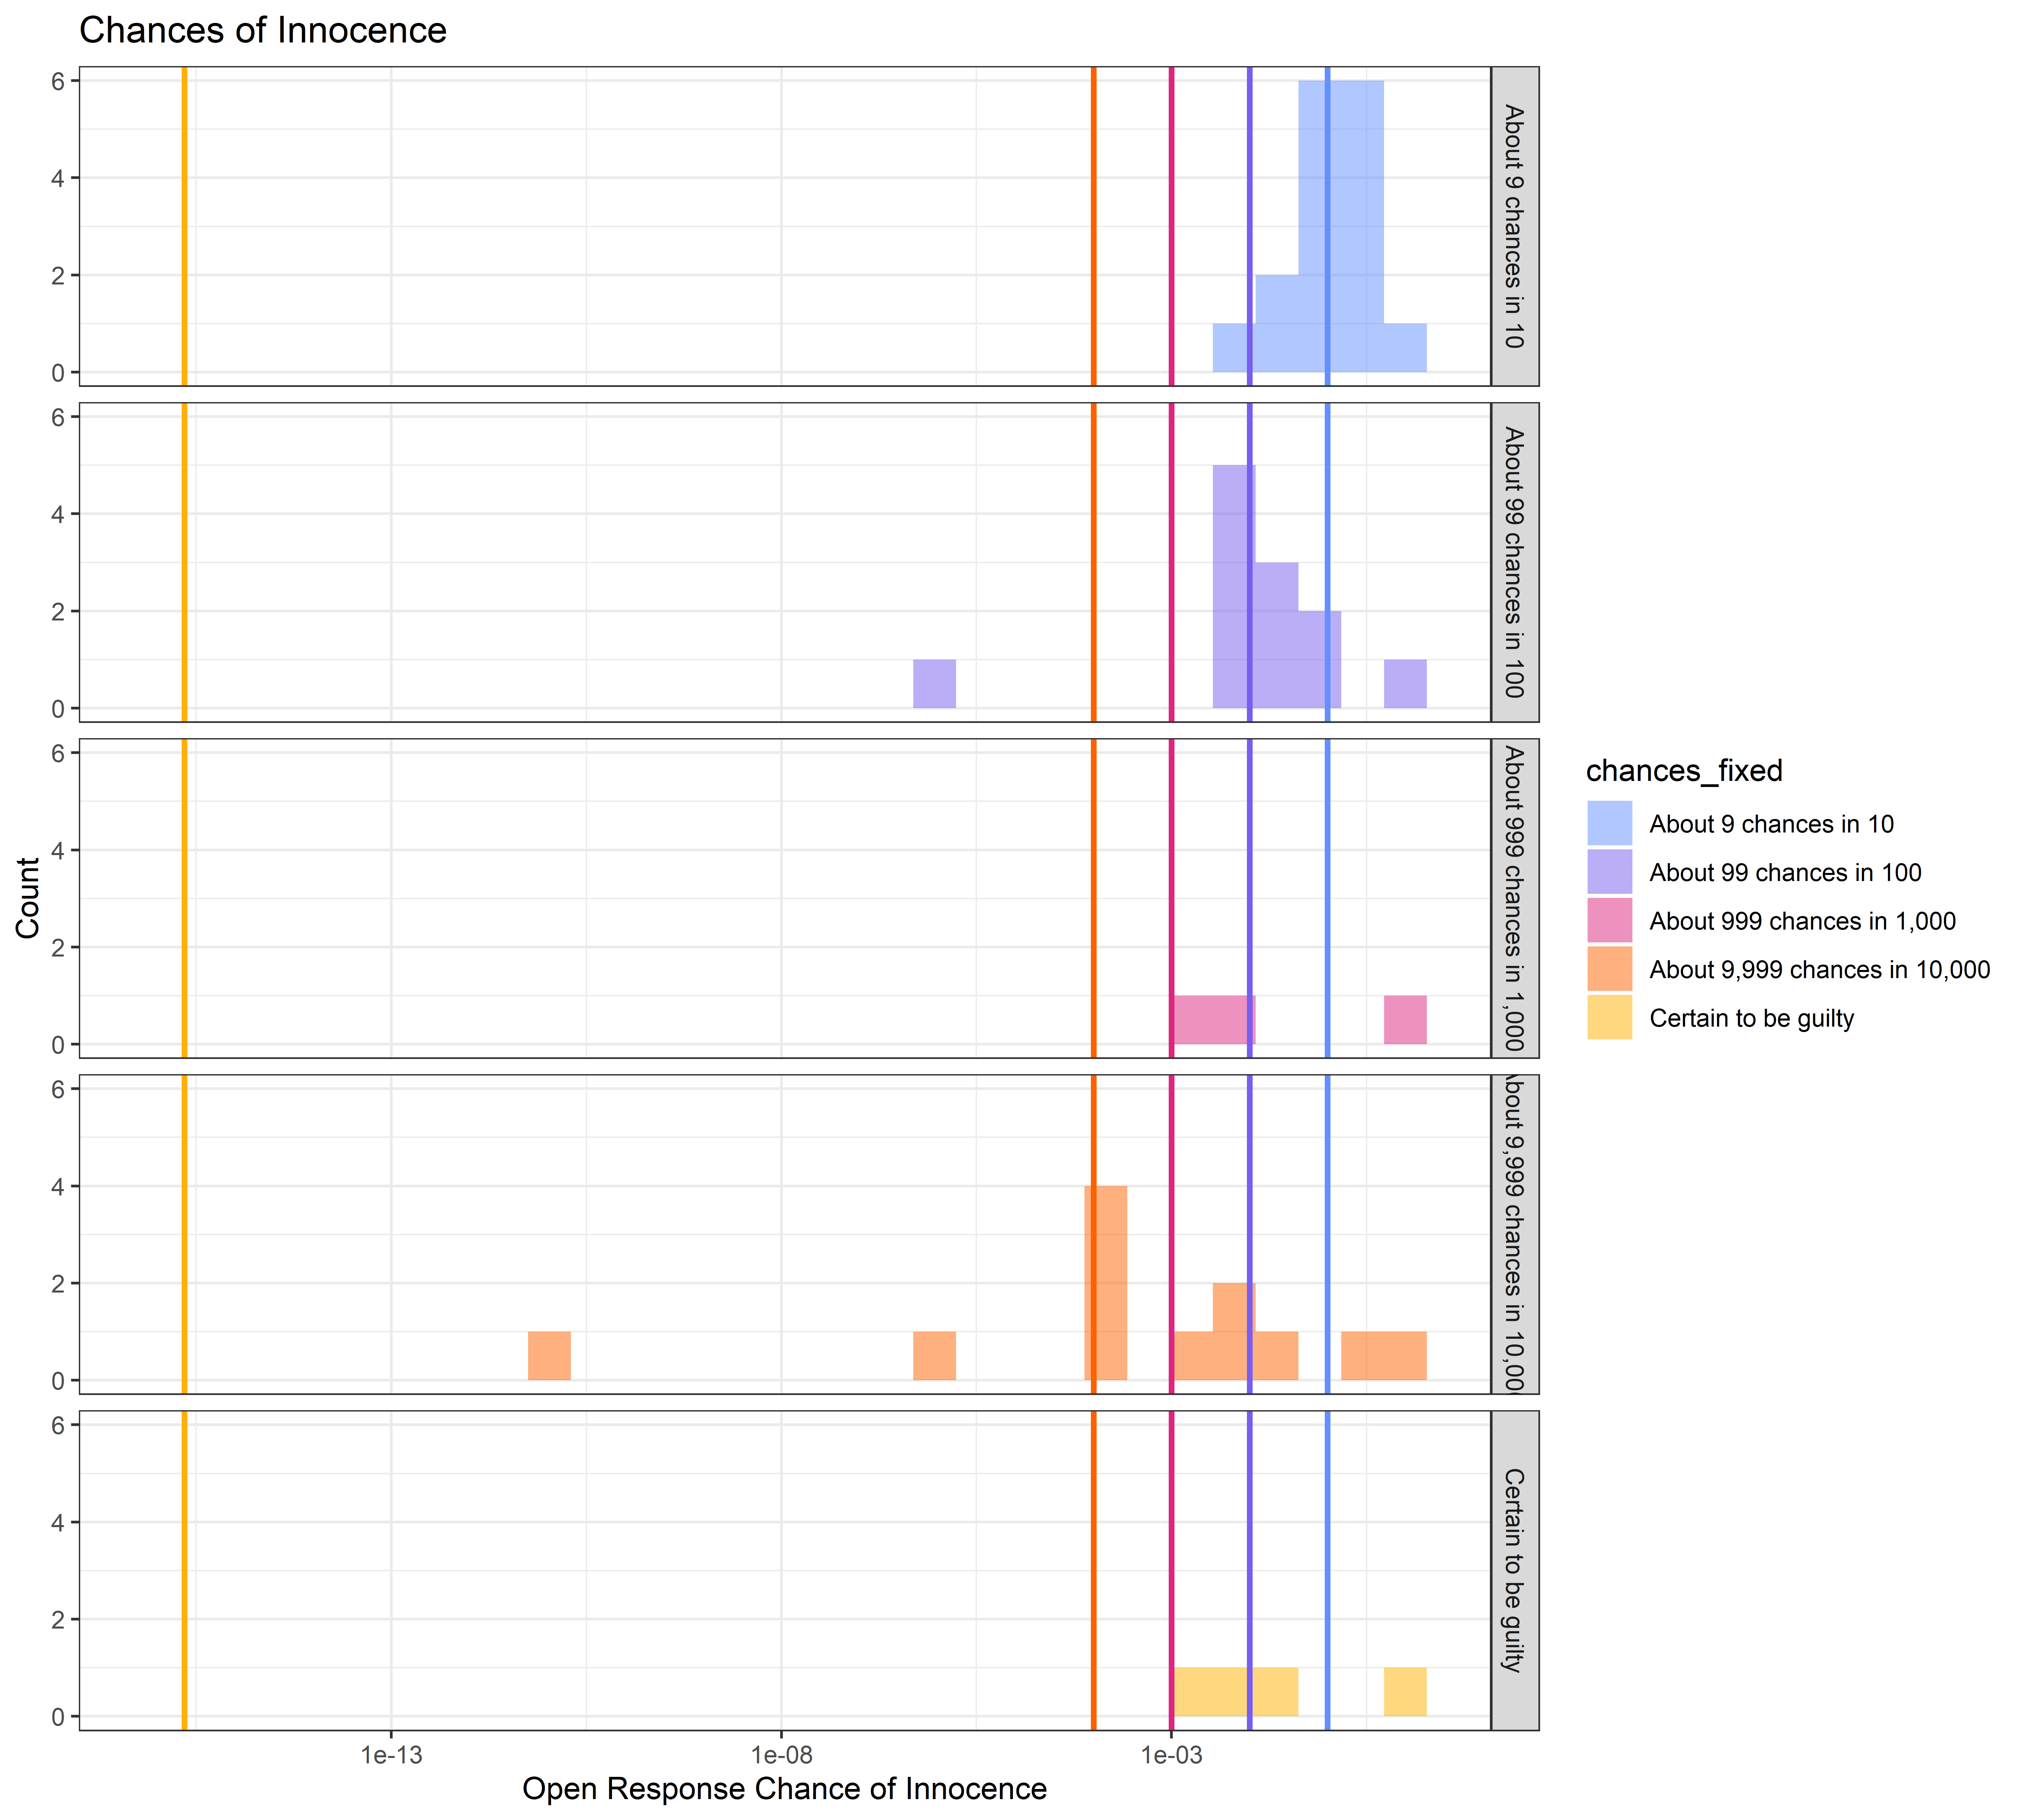 Chances of Innocence
6
4
2
0
About 9 chances in 10
6
4
2
0
About 99 chances in 100
6
4
2
0
About 999 chances in 1,000
6
4
2
0
About 9,999 chances in 10,00
6
4
2
0
Certain to be guilty
1e-13
1e-08
1e-03
Open Response Chance of Innocence
Count
chances_fixed
About 9 chances in 10
About 99 chances in 100
About 999 chances in 1,000
About 9,999 chances in 10,000
Certain to be guilty